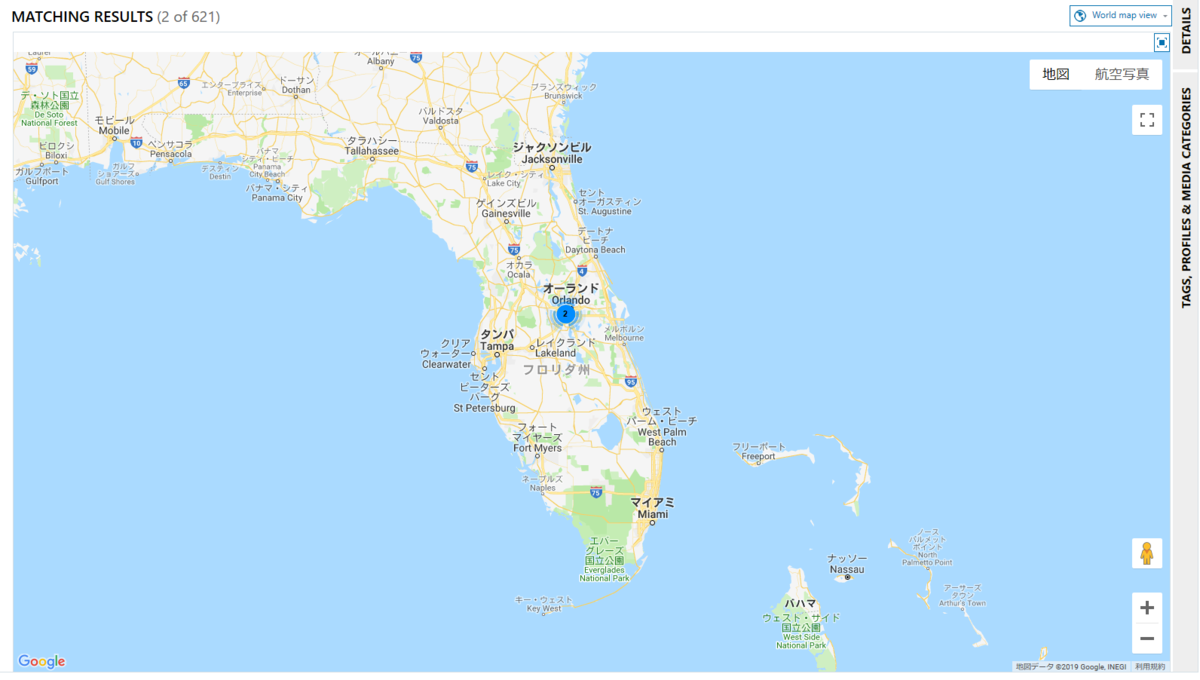 MATCHING RESULTS (2 of 621)
World map view
DETAILS
TAGS, PROFILES & MEDIA CATEGORIES
地図
航空写真
Laurel
59
65
75
オールバニー
Albany
エンタープライズ
Enterprise
ドーサン
Dothan
ブランズウィック
Brunswick
デ・ソト国立
森林公園
De Soto
National Forest
モビール
Mobile
10
バルドスタ
Valdosta
ビロクシ
Biloxi
ペンサコラ
Pensacola
タラハシー
Tallahassee
ジャクソンビル
Jacksonville
ガルフポート
Gulfport
ガルフ
ショアーズ
Gulf Shores
デスティン
Destin
パナマ
シティ・ビーチ
Panama
City Beach
75
レイク・シティ
Lake City
パナマ・シティ
Panama City
セント
オーガスティン
St. Augustine
ゲインズビル
Gainesville
デートナ
ビーチ
Daytona Beach
75
オカラ
Ocala
4
オーランド
Orlando
2
タンパ
Tampa
メルボルン
Melbourne
クリア
ウォーター
Clearwater
レイクランド
Lakeland
フロリダ州
セント
ピーターズ
バーグ
St Petersburg
95
ウェスト
パーム・ビーチ
West Palm
Beach
フォート
マイヤーズ
Fort Myers
フリーポート
Freeport
ネープルズ
Naples
75
マイアミ
Miami
エバー
グレーズ
国立公園
Everglades
National Park
キー・ウェスト
Key West
ナッソー
Nassau
ノース
パルメット
ポイント
North
Palmetto Point
アーサーズ
タウン
Arthur's Town
バハマ
ウェスト・サイド
国立公園
West Side
National Park
Google
地図データ ©2019 Google, INEGI
利用規約